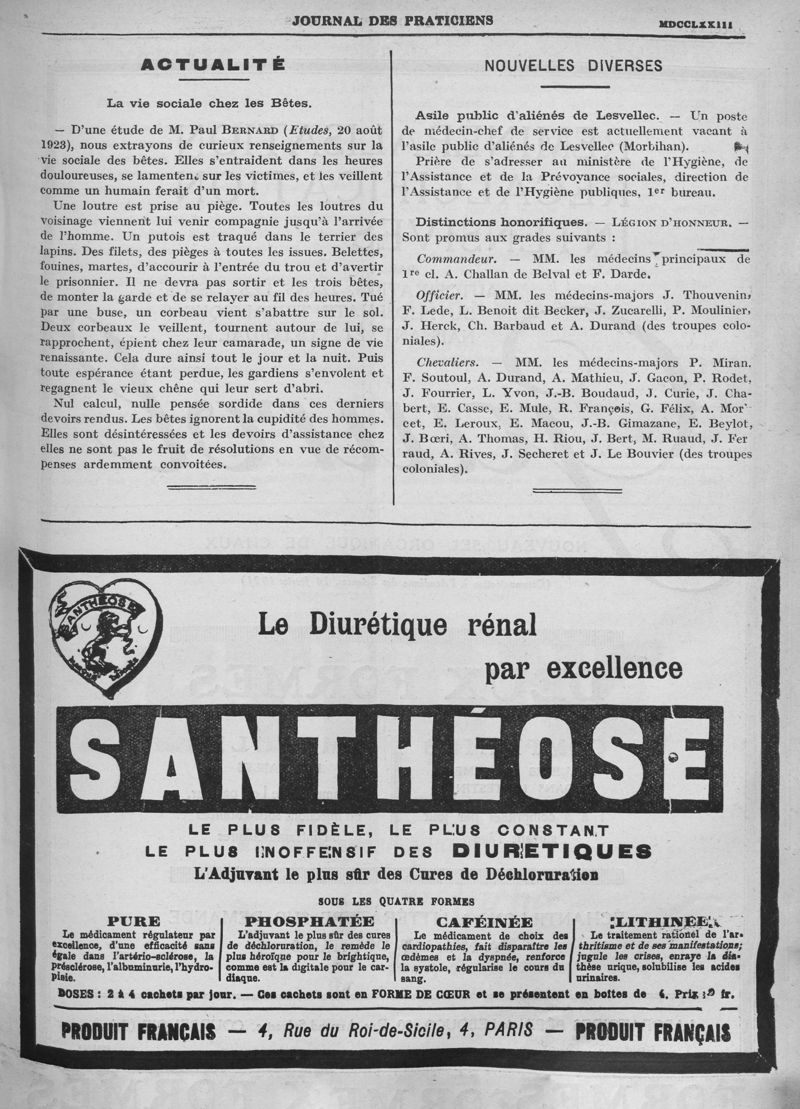 JOURNAL DES PRATICIENS
MDCCLXXIII
ACTUALITÉ
La vie sociale chez les Bêtes.
— D'une étude de M. Paul BERNARD (Etudes, 20 août
1923), nous extrayons de curieux renseignements sur la
vie sociale des bêtes. Elles s'entraident dans les heures
douloureuses, se lamentent sur les victimes, et les veillent
comme un humain ferait d'un mort.
Une loutre est prise au piège. Toutes les loutres du
voisinage viennent lui venir compagnie jusqu'à l'arrivée
de l'homme. Un putois est traqué dans le terrier des
lapins. Des filets, des pièges à toutes les issues. Belettes,
fouines, martes, d'accourir à l'entrée du trou et d'avertir
le prisonnier. Il ne devra pas sortir et les trois bêtes,
de monter la garde et de se relayer au fil des heures. Tué
par une buse, un corbeau vient s'abattre sur le sol.
Deux corbeaux le veillent, tournent autour de lui, se
rapprochent, épient chez leur camarade, un signe de vie
renaissante. Cela dure ainsi tout le jour et la nuit. Puis
toute espérance étant perdue, les gardiens s'envolent et
regagnent le vieux chêne qui leur sert d'abri.
Nul calcul, nulle pensée sordide dans ces derniers
devoirs rendus. Les bêtes ignorent la cupidité des hommes.
Elles sont désintéressées et les devoirs d'assistance chez
elles ne sont pas le fruit de résolutions en vue de récom-
penses ardemment convoitées.
NOUVELLES DIVERSES
Asile public d'aliénés de Lesvellec. — Un poste
de médecin-chef de service est actuellement vacant à
l'asile public d'aliénés de Lesvellec (Morbihan).
Prière de s'adresser au ministère de l'Hygiène, de
l'Assistance et de la Prévoyance sociales, direction de
l'Assistance et de l'Hygiène publiques, 1er bureau.
Distinctions honorifiques. — LÉGION D'HONNEUR. —
Sont promus aux grades suivants :
Commandeur. — MM. les médecins principaux de
1re cl. A. Challan de Belval et F. Darde.
Officier. — MM. les médecins-majors J. Thouvenin,
F. Lede, L. Benoit dit Becker, J. Zucarelli, P. Moulinier,
J. Herck, Ch. Barbaud et A. Durand (des troupes colo-
niales).
Chevaliers. — MM. les médecins-majors P. Miran.
F. Soutoul, A. Durand, A. Mathieu, J. Gacon, P. Rodet,
J. Fourrier, L. Yvon, J.-B. Boudaud, J. Curie, J. Cha-
bert, E. Casse, E. Mule, R. François, G. Félix, A. Mor-
cet, E. Leroux, E. Macou, J.-B. Gimazane, E. Beylot,
J. Bœri, A. Thomas, H. Riou, J. Bert, M. Ruaud, J. Fer
raud, A. Rives, J. Secheret et J. Le Bouvier (des troupes
coloniales).
SANTHÉOSE
Le Diurétique rénal
par excellence
SANTHÉOSE
LE PLUS FIDÈLE, LE PLUS CONSTANT
LE PLUS INOFFENSIF DES DIURETIQUES
L'Adjuvant le plus sûr des Cures de Déchloruration
SOUS LES QUATRE FORMES
PURE
Le médicament régulateur par
excellence, d'une efficacité sans
égale dans l'artério-sclérose, la
présclérose, l'albuminurie, l'hydro-
pisie.
PHOSPHATÉE
L'adjuvant le plus sûr des cures
de déchloruration, le remède le
plus héroïque pour le brightique,
comme est la digitale pour le car-
diaque.
CAFÉINÉE
Le médicament de choix des
cardiopathies, fait disparaître les
œdèmes et la dyspnée, renforce
la systole, régularise le cours du
sang.
LITHINÉE
Le traitement rationel de l'ar-
thritisme et de ses manifestations;
jugule les crises, enraye la dia-
thèse urique, solubilise les acides
urinaires.
DOSES : 2 à 4 cachets par jour. — Ces cachets sont en FORME DE CŒUR et se présentent en boîtes de Prix fr.
PRODUIT FRANÇAIS — 4, Rue du Roi-de-Sicile, 4, PARIS — PRODUIT FRANÇAIS